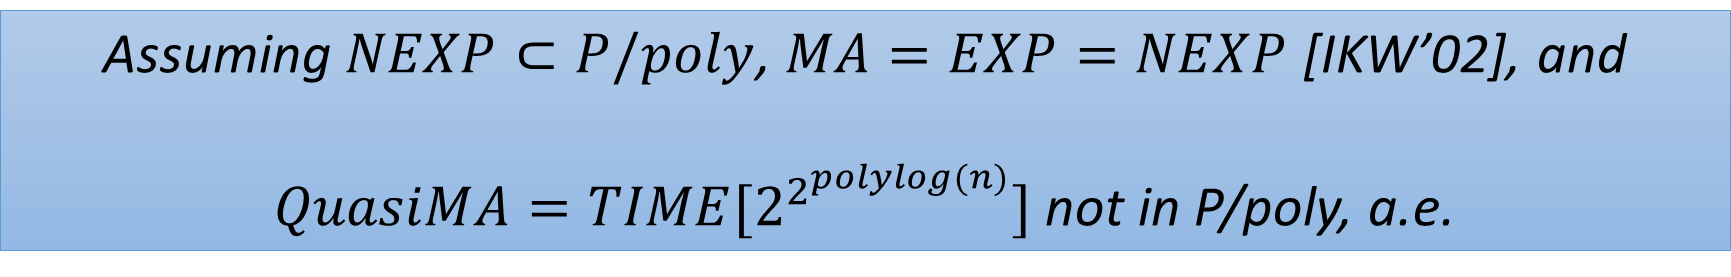 Assuming 𝑁𝐸𝑋𝑃 ⊂ 𝑃/𝑝𝑜𝑙𝑦, 𝑀𝐴 = 𝐸𝑋𝑃 = 𝑁𝐸𝑋𝑃 [IKW’02], and
𝑄𝑢𝑎𝑠𝑖𝑀𝐴 = 𝑇𝐼𝑀𝐸[2^{2^{𝑝𝑜𝑙𝑦𝑙𝑜𝑔(𝑛)}}] not in P/poly, a.e.